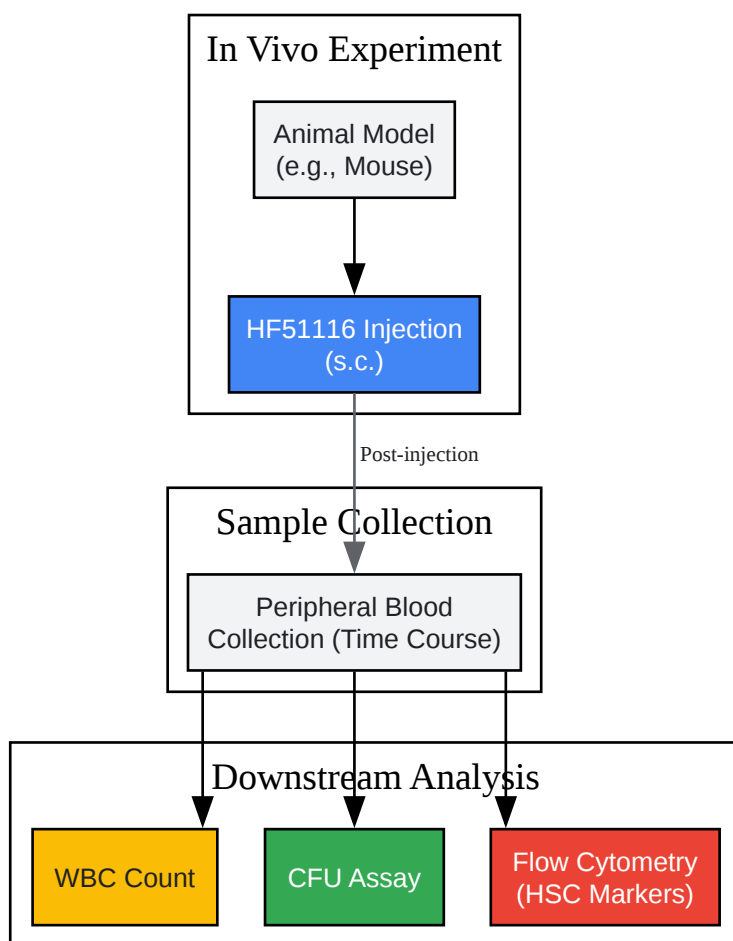 In Vivo Experiment
Animal Model
(e.g., Mouse)
HF51116 Injection
(s.c.)
Post-injection
Sample Collection
Peripheral Blood
Collection (Time Course)
Downstream Analysis
WBC Count
CFU Assay
Flow Cytometry
(HSC Markers)